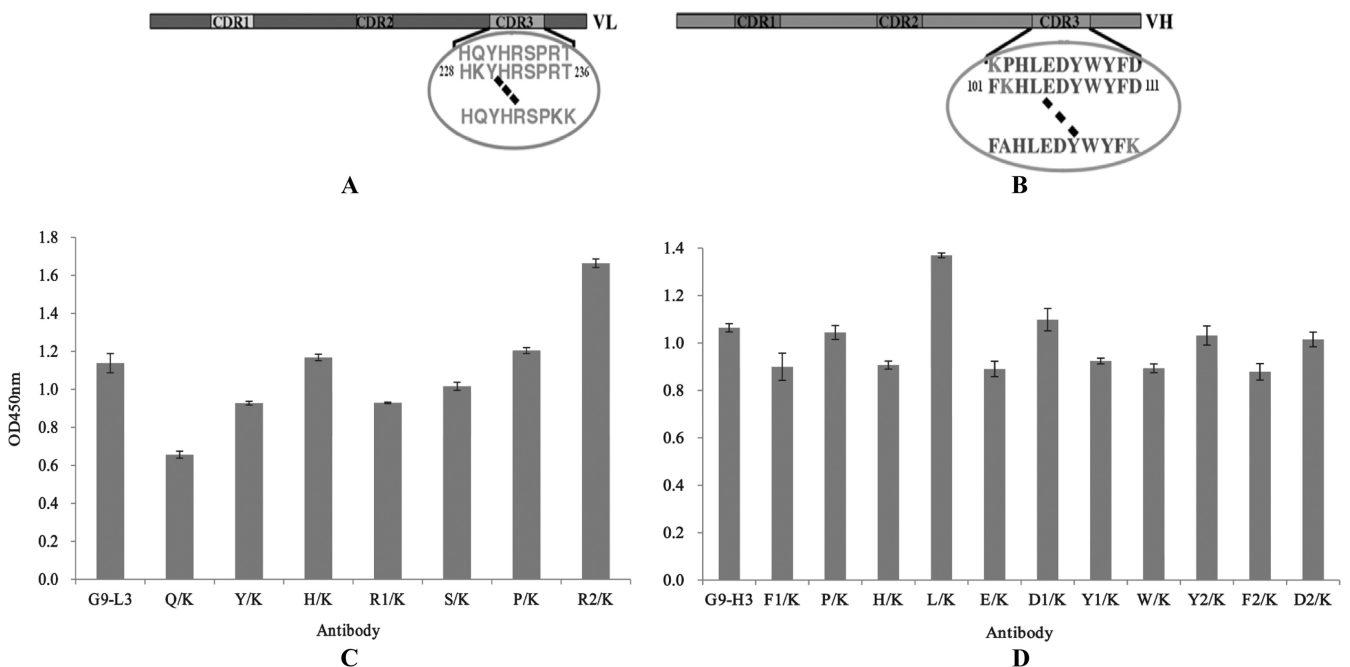 CDR1 CDR2 CDR3 VL
HQYHRSPRT
228 HKYHRSPRT 236
HQYHRSPKK
A
CDR1 CDR2 CDR3 VH
KPHLEDYWYFD
101 FKHLEDYWYFD 111
FAHLEDYWYFK
B
1.8
1.6
1.4
1.2
1.0
0.8
0.6
0.4
0.2
0.0
OD450nm
G9-L3 Q/K Y/K H/K R1/K S/K P/K R2/K
Antibody
C
1.4
1.2
1.0
0.8
0.6
0.4
0.2
0.0
G9-H3 F1/K P/K H/K L/K E/K D1/K Y1/K W/K Y2/K F2/K D2/K
Antibody
D